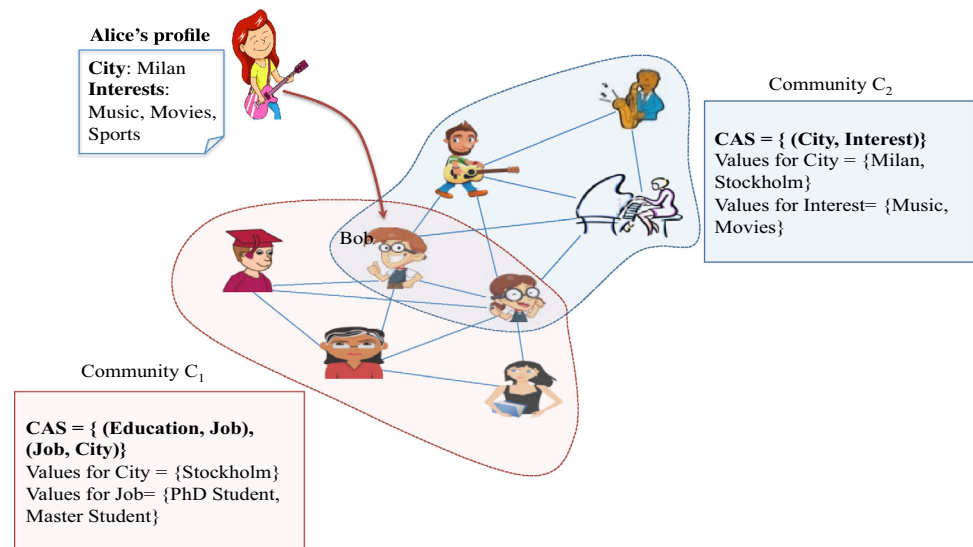 Alice's profile
City: Milan
Interests:
Music, Movies,
Sports
Community C2
CAS = { (City, Interest)}
Values for City = {Milan,
Stockholm}
Values for Interest= {Music,
Movies}
Bob
Community C1
CAS = { (Education, Job),
(Job, City)}
Values for City = {Stockholm}
Values for Job= {PhD Student,
Master Student}